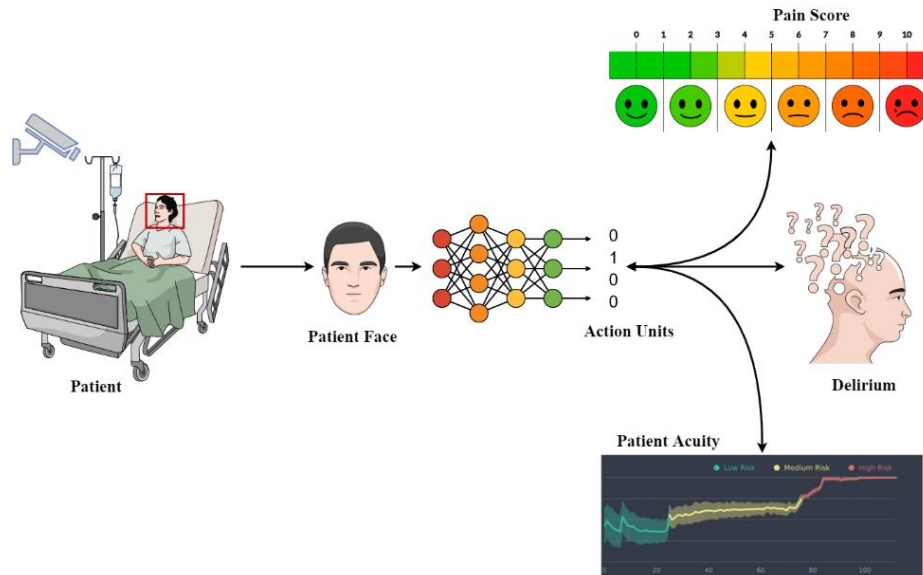 Pain Score
0 1 2 3 4 5 6 7 8 9 10
0
1
0
0
Patient Face
Action Units
Patient
Delirium
Patient Acuity
Low Risk Medium Risk High Risk
0 20 40 60 80 100